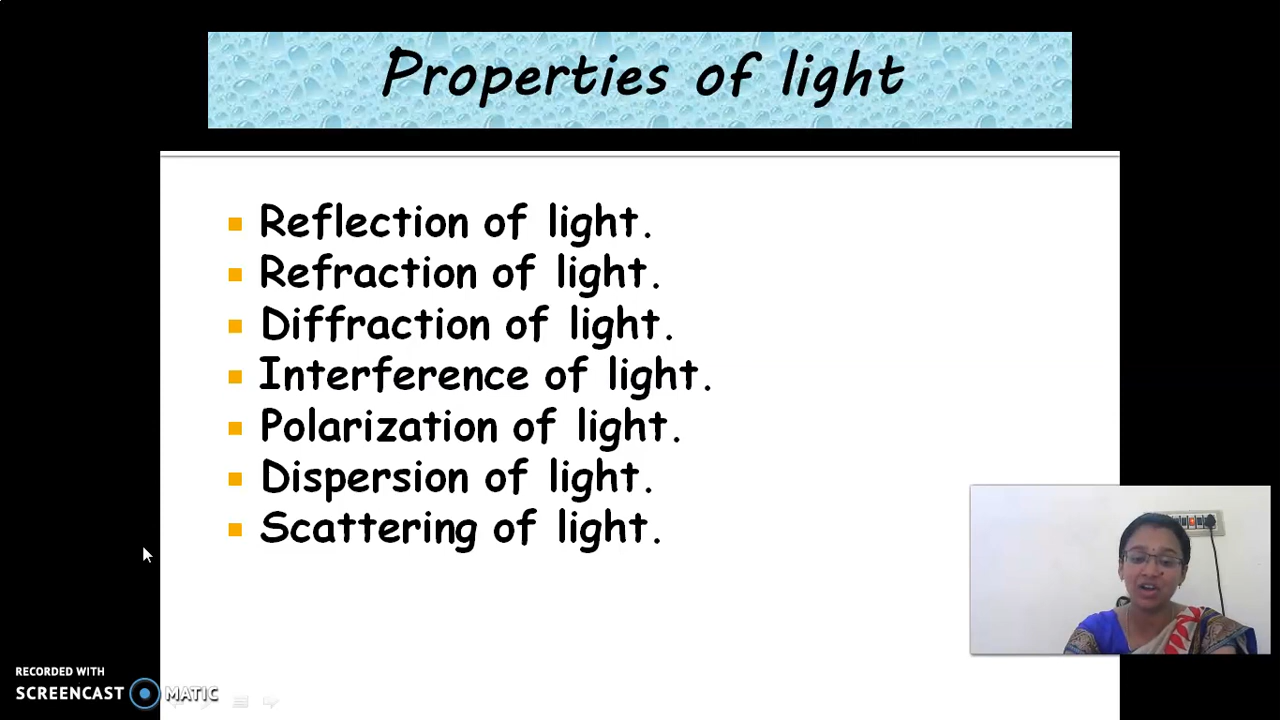 Properties of light
Reflection of light.
Refraction of light.
Diffraction of light.
Interference of light.
Polarization of light.
Dispersion of light.
Scattering of light.
RECORDED WITH
SCREENCAST MATIC